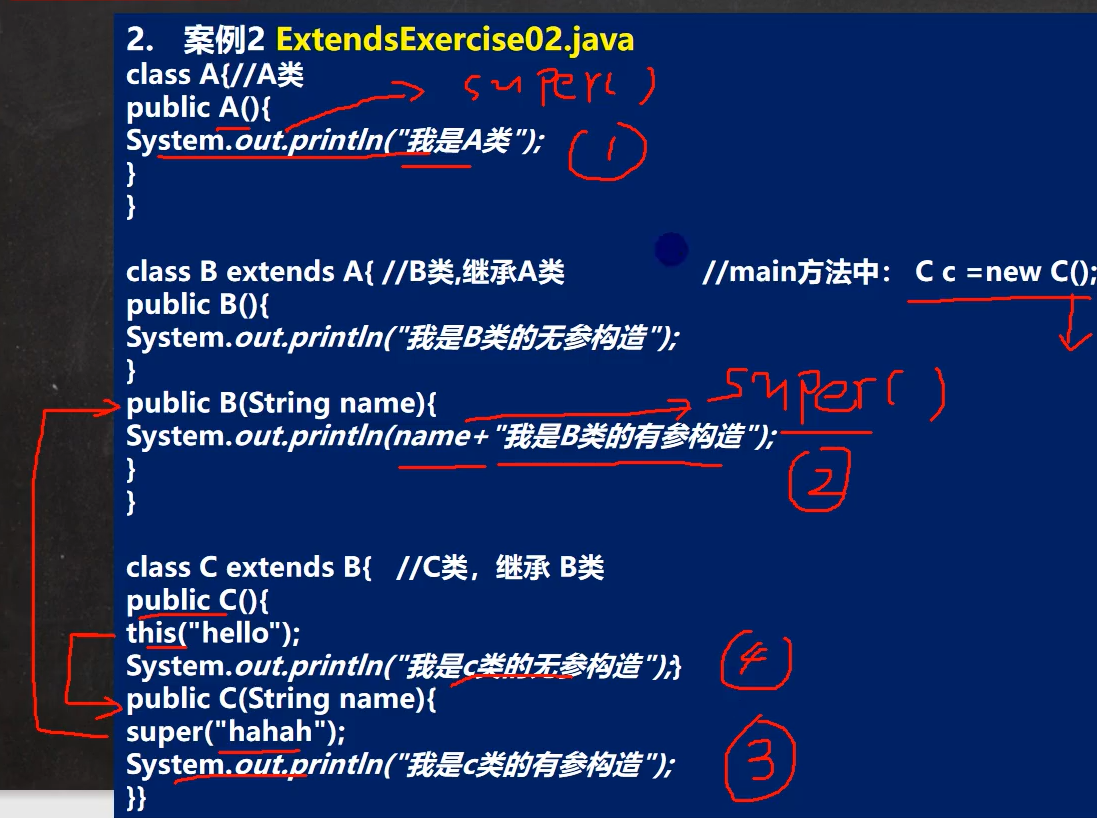 2. 案例2 ExtendsExercise02.java
class A{//A类
super()
public A(){
System.out.println("我是A类");
1
}
}
class B extends A{ //B类,继承A类
//main方法中： C c =new C();
public B(){
System.out.println("我是B类的无参构造");
}
super()
public B(String name){
System.out.println(name+"我是B类的有参构造");
2
}
}
class C extends B{ //C类，继承 B类
public C(){
this("hello");
System.out.println("我是c类的无参构造");}
4
public C(String name){
super("hahah");
System.out.println("我是c类的有参构造");
3
}}